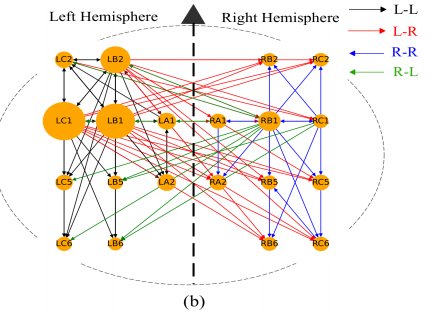 Left Hemisphere
Right Hemisphere
L-L
L-R
R-R
R-L
LC2 LB2 RB2 RC2
LC1 LB1 LA1 RA1 RB1 RC1
LC5 LB5 LA2 RA2 RB5 RC5
LC6 LB6 RB6 RC6
(b)